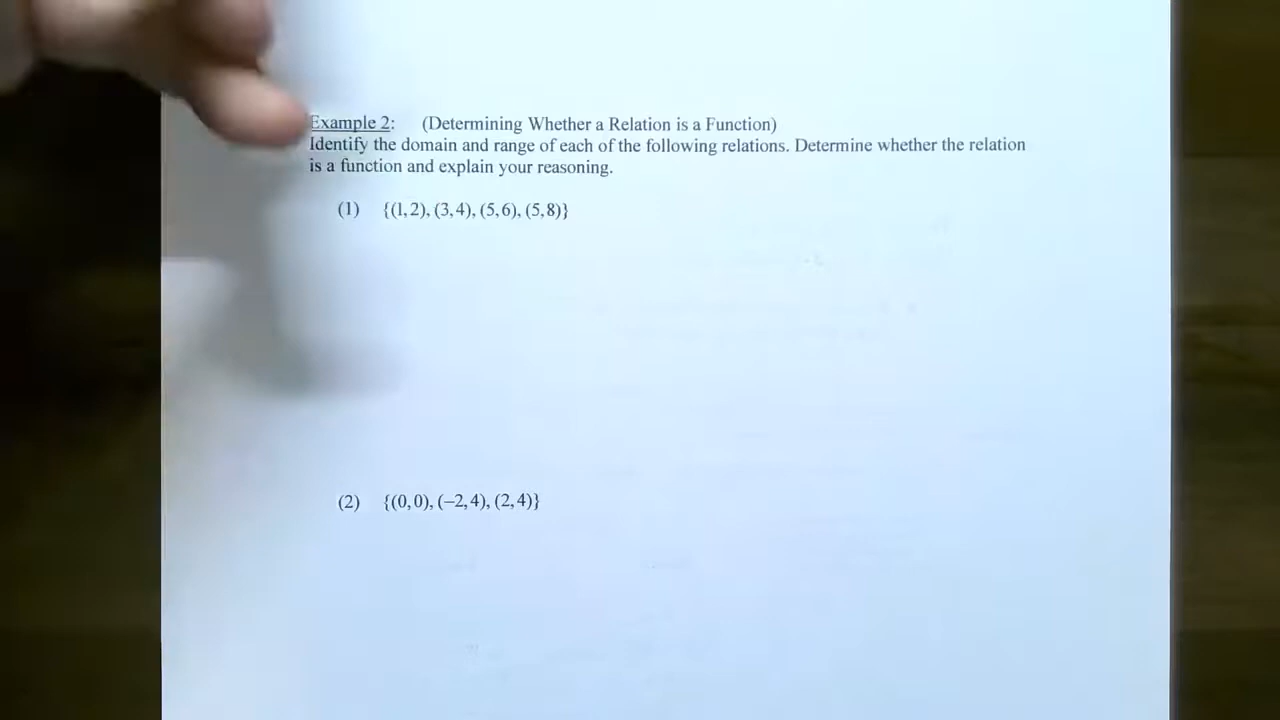 Example 2: (Determining Whether a Relation is a Function)
Identify the domain and range of each of the following relations. Determine whether the relation
is a function and explain your reasoning.
(1) {(1,2), (3,4), (5,6), (5,8)}
(2) {(0,0), (–2,4), (2,4)}